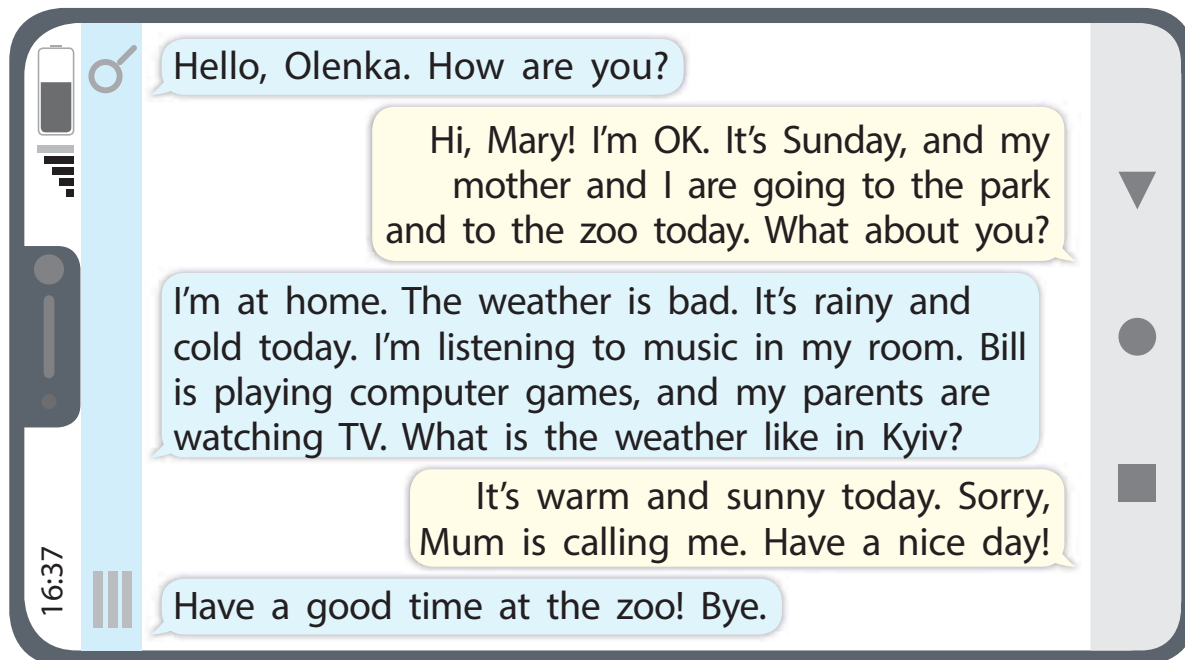 Hello, Olenka. How are you?
Hi, Mary! I'm OK. It's Sunday, and my
mother and I are going to the park
and to the zoo today. What about you?
I'm at home. The weather is bad. It's rainy and
cold today. I'm listening to music in my room. Bill
is playing computer games, and my parents are
watching TV. What is the weather like in Kyiv?
It's warm and sunny today. Sorry,
Mum is calling me. Have a nice day!
Have a good time at the zoo! Bye.
16:37